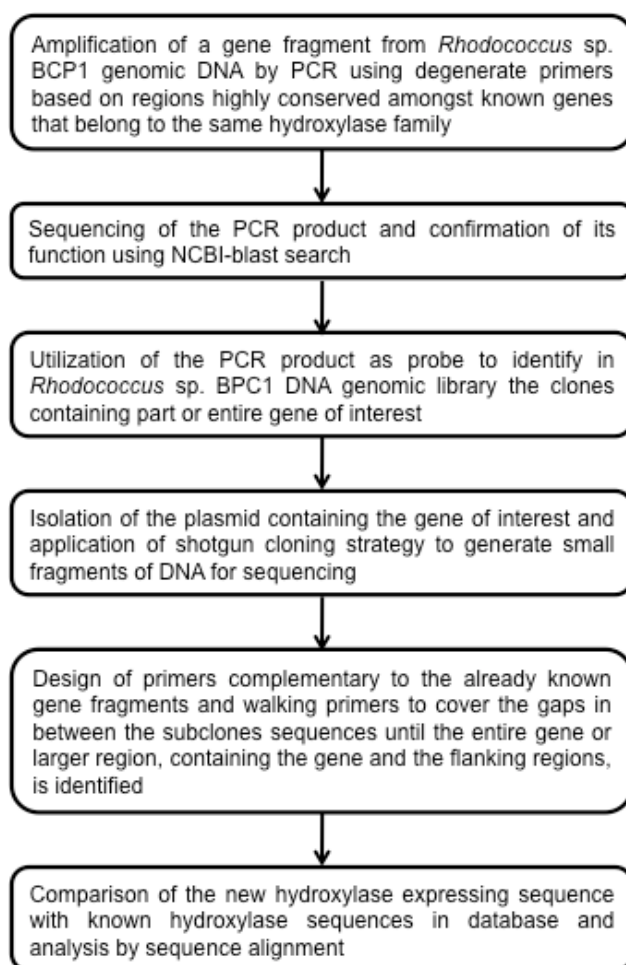 Amplification of a gene fragment from Rhodococcus sp.
BCP1 genomic DNA by PCR using degenerate primers
based on regions highly conserved amongst known genes
that belong to the same hydroxylase family
Sequencing of the PCR product and confirmation of its
function using NCBI-blast search
Utilization of the PCR product as probe to identify in
Rhodococcus sp. BPC1 DNA genomic library the clones
containing part or entire gene of interest
Isolation of the plasmid containing the gene of interest and
application of shotgun cloning strategy to generate small
fragments of DNA for sequencing
Design of primers complementary to the already known
gene fragments and walking primers to cover the gaps in
between the subclones sequences until the entire gene or
larger region, containing the gene and the flanking regions,
is identified
Comparison of the new hydroxylase expressing sequence
with known hydroxylase sequences in database and
analysis by sequence alignment